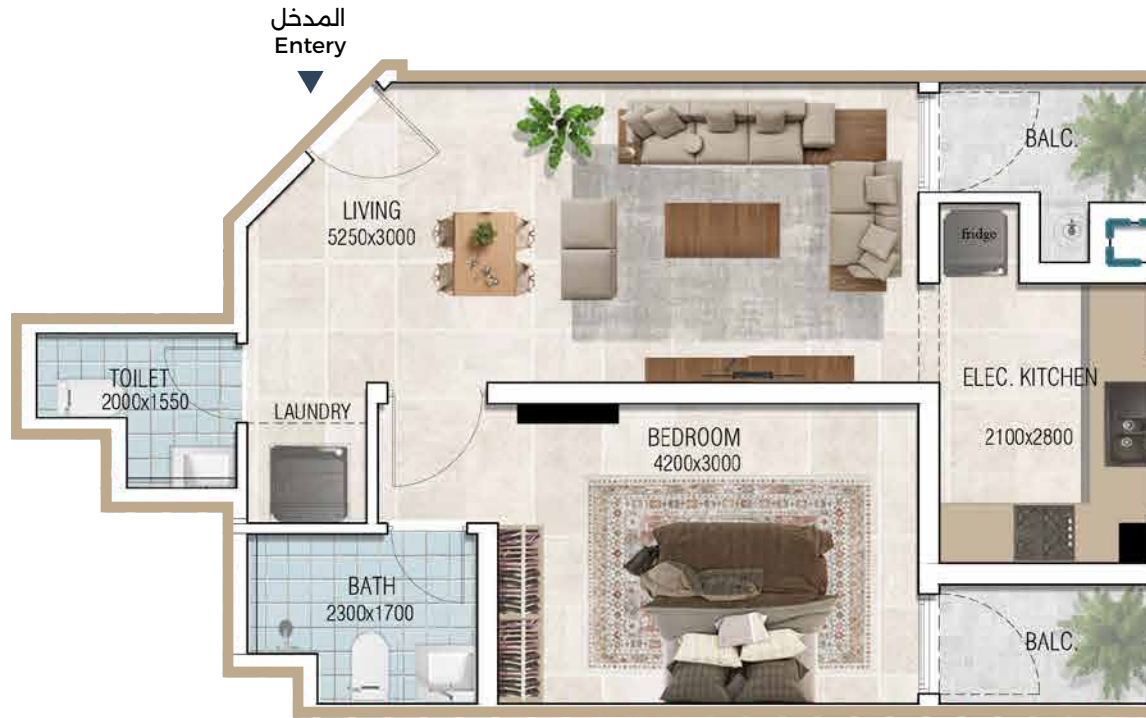 المدخل
Entery
BALC.
LIVING
5250x3000
fridge
TOILET
2000x1550
LAUNDRY
ELEC. KITCHEN
2100x2800
BEDROOM
4200x3000
BATH
2300x1700
BALC.